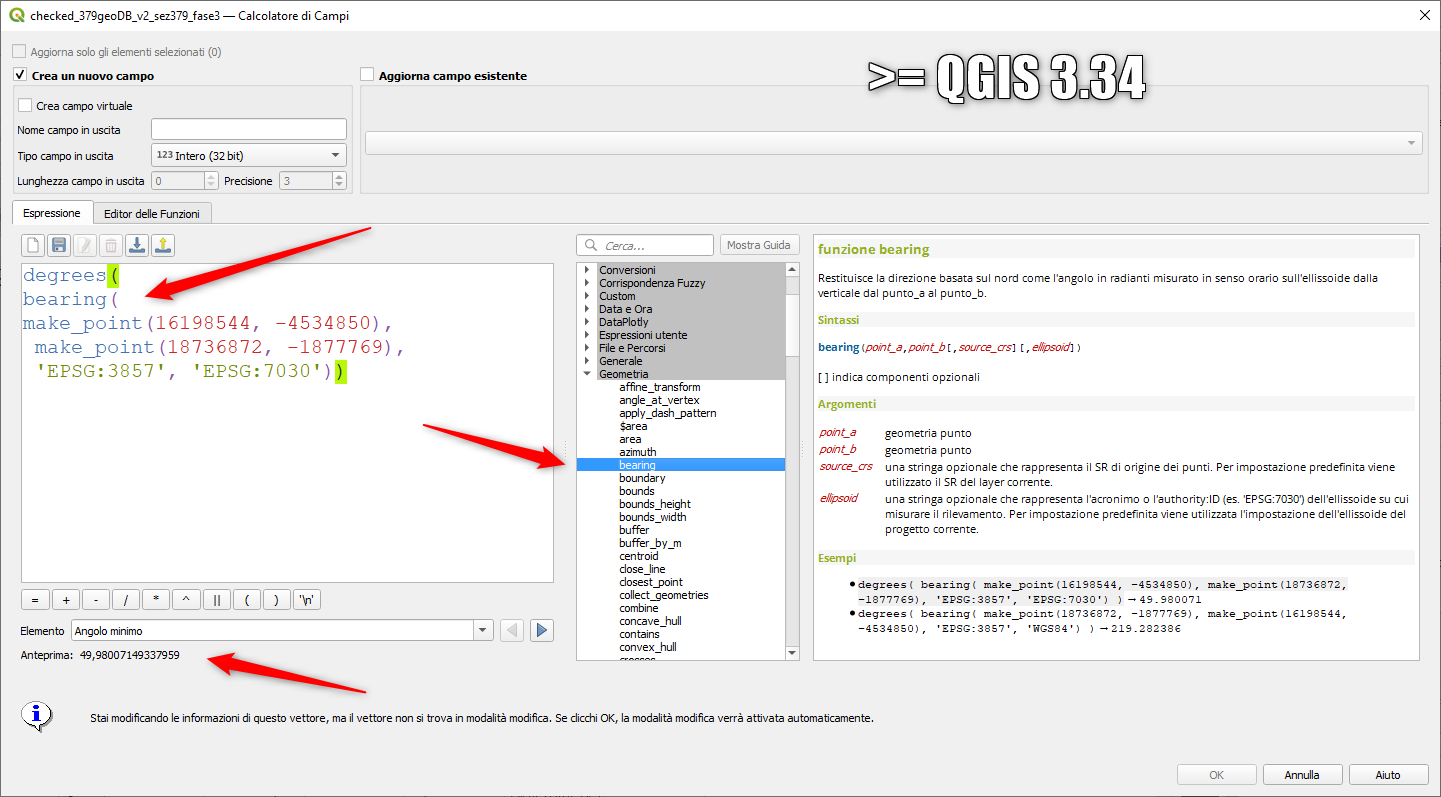 checked_379geoDB_v2_sez379_fase3 — Calcolatore di Campi
Aggiorna solo gli elementi selezionati (0)
Crea un nuovo campo
Aggiorna campo esistente
>= QGIS 3.34
Crea campo virtuale
Nome campo in uscita
Tipo campo in uscita
123 Intero (32 bit)
Lunghezza campo in uscita
0
Precisione
3
Espressione
Editor delle Funzioni
degrees(
bearing(
make_point(16198544, -4534850),
make_point(18736872, -1877769),
'EPSG:3857', 'EPSG:7030'))
= + - / * ^ || ( ) '\n'
Elemento
Angolo minimo
Anteprima: 49,98007149337959
Cerca...
Mostra Guida
Conversioni
Corrispondenza Fuzzy
Custom
Data e Ora
DataPlotly
Espressioni utente
File e Percorsi
Generale
Geometria
affine_transform
angle_at_vertex
apply_dash_pattern
$area
area
azimuth
bearing
boundary
bounds
bounds_height
bounds_width
buffer
buffer_by_m
centroid
close_line
closest_point
collect_geometries
combine
concave_hull
contains
convex_hull
crosses
funzione bearing
Restituisce la direzione basata sul nord come l'angolo in radianti misurato in senso orario sull'ellissoide dalla
verticale dal punto_a al punto_b.
Sintassi
bearing(point_a,point_b[,source_crs][,ellipsoid])
[ ] indica componenti opzionali
Argomenti
point_a geometria punto
point_b geometria punto
source_crs una stringa opzionale che rappresenta il SR di origine dei punti. Per impostazione predefinita viene
utilizzato il SR del layer corrente.
ellipsoid una stringa opzionale che rappresenta l'acronimo o l'authority:ID (es. 'EPSG:7030') dell'ellissoide su cui
misurare il rilevamento. Per impostazione predefinita viene utilizzata l'impostazione dell'ellissoide del
progetto corrente.
Esempi
degrees( bearing( make_point(16198544, -4534850), make_point(18736872,
-1877769), 'EPSG:3857', 'EPSG:7030') ) → 49.980071
degrees( bearing( make_point(18736872, -1877769), make_point(16198544,
-4534850), 'EPSG:3857', 'WGS84') ) → 219.282386
Stai modificando le informazioni di questo vettore, ma il vettore non si trova in modalità modifica. Se clicchi OK, la modalità modifica verrà attivata automaticamente.
OK
Annulla
Aiuto